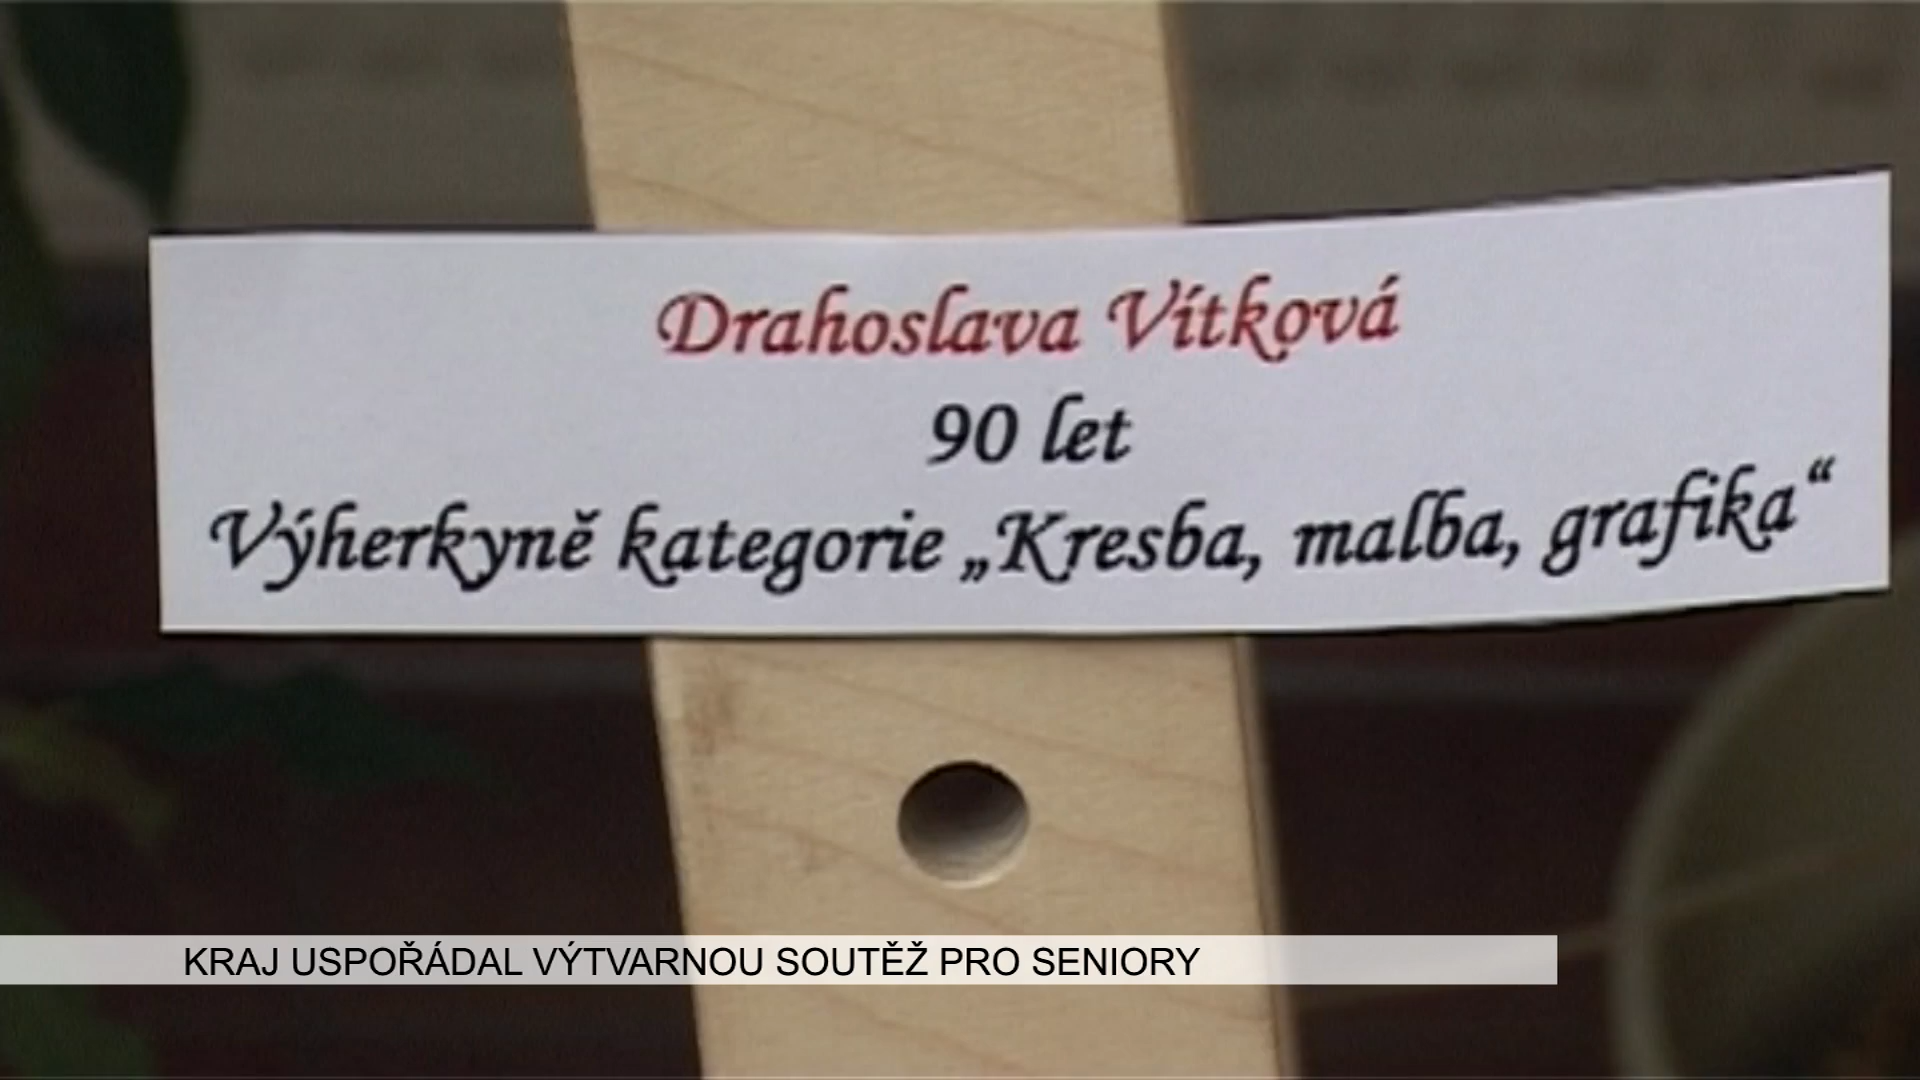 Drahoslava Vítková
90 let
Výherkyně kategorie „Kresba, malba, grafika“
KRAJ USPOŘÁDAL VÝTVARNOU SOUTĚŽ PRO SENIORY